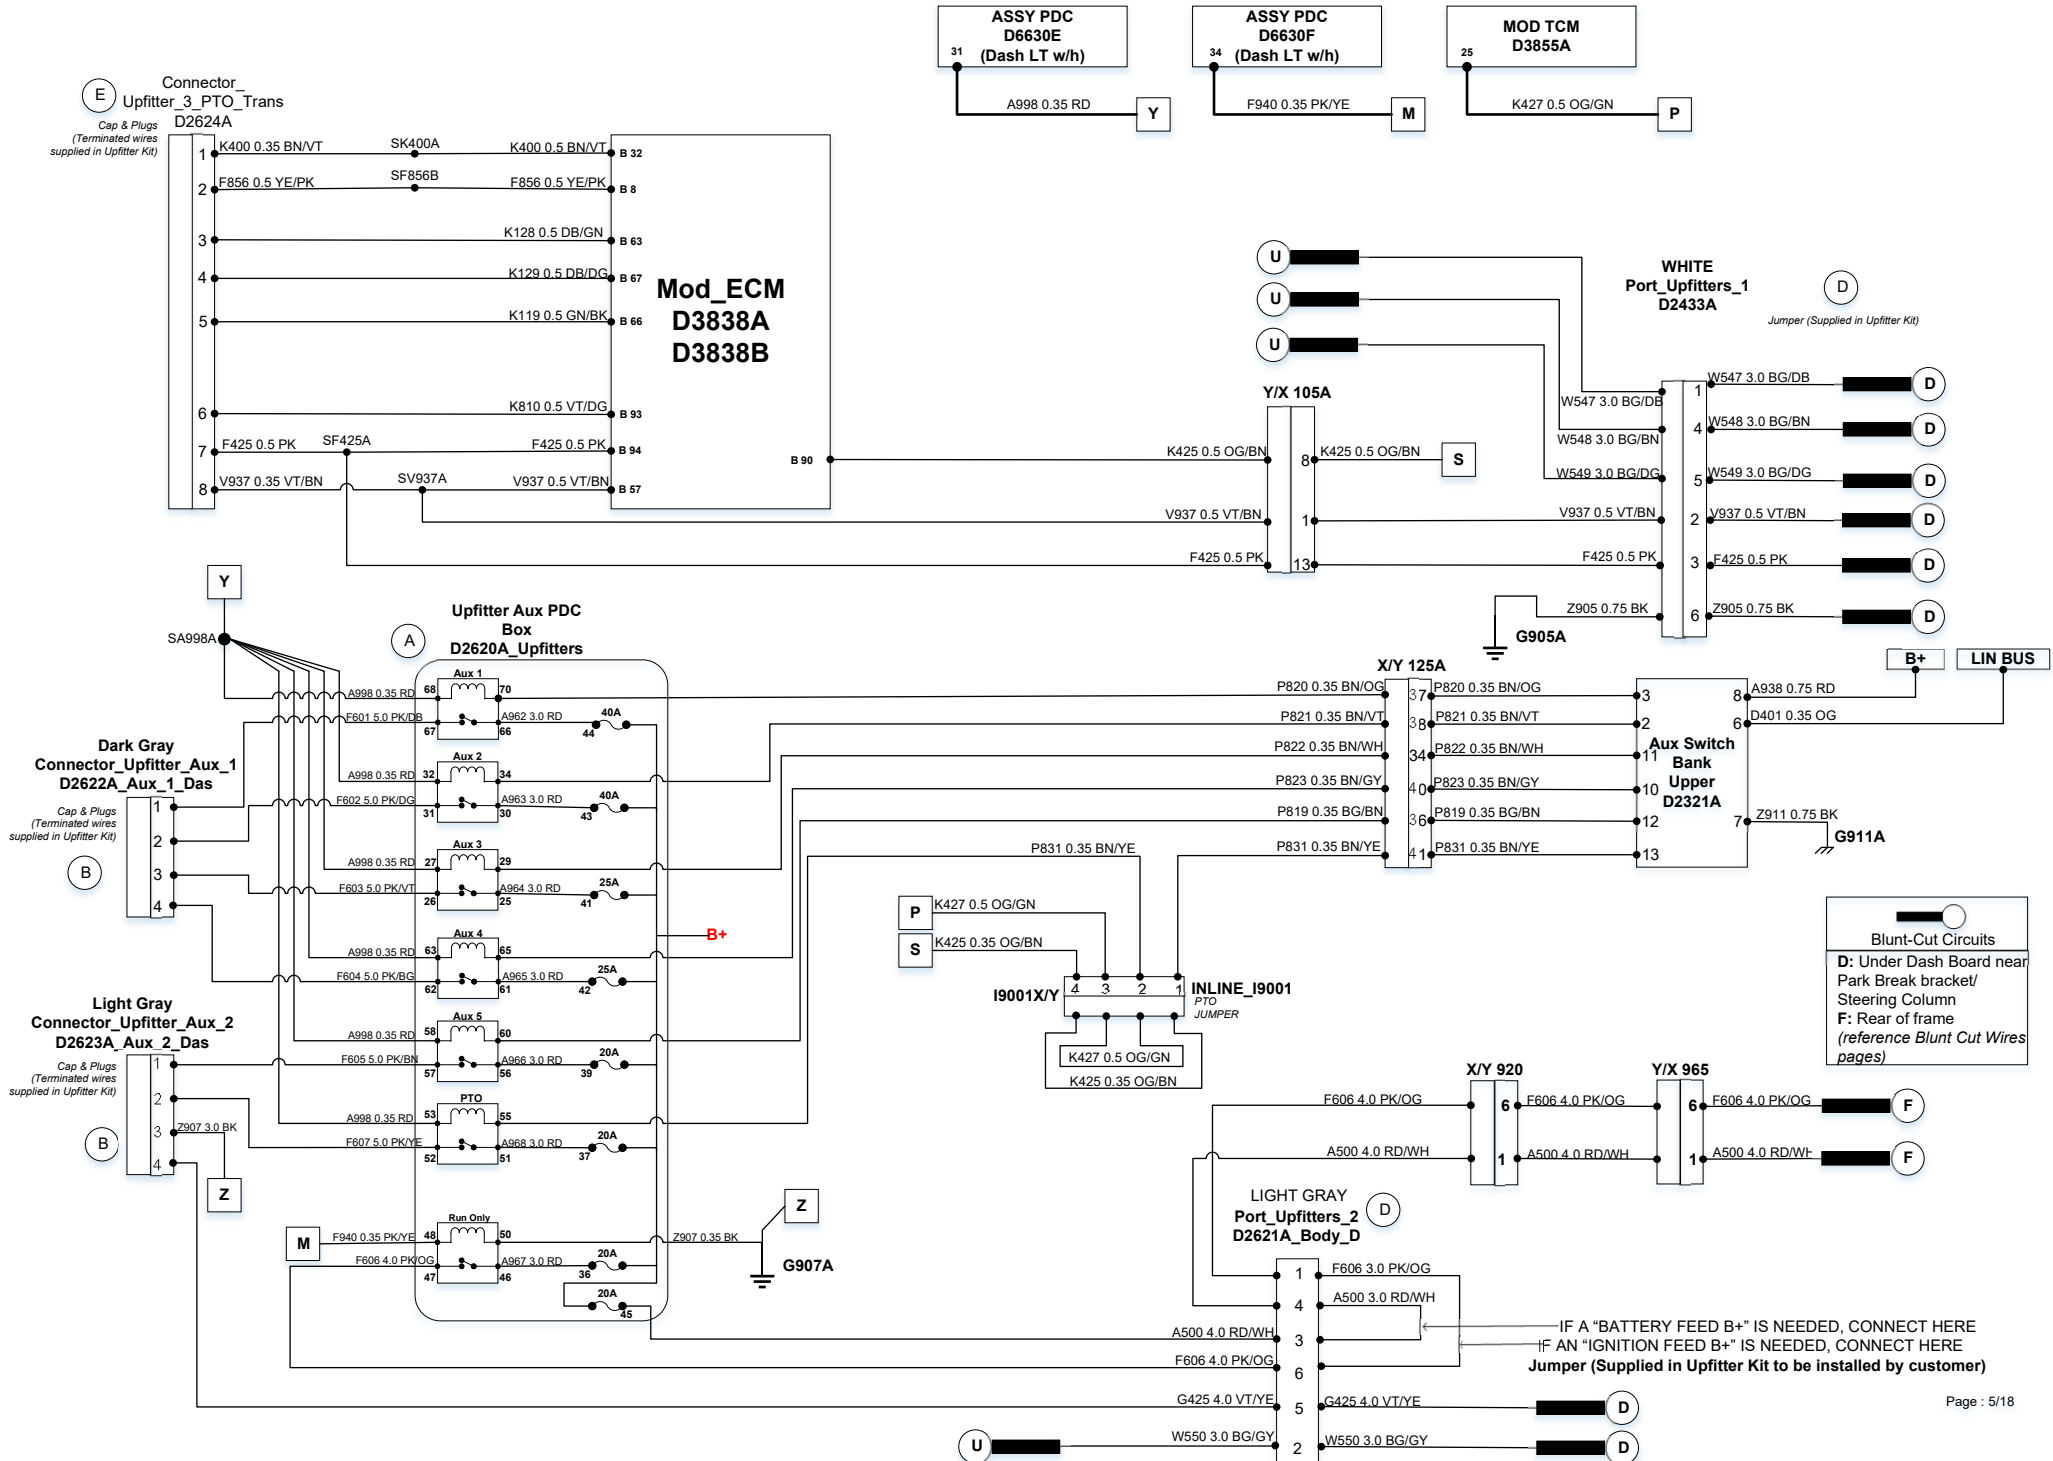 ASSY PDC
D6630E
(Dash LT w/h)
31
A998 0.35 RD
Y
ASSY PDC
D6630F
(Dash LT w/h)
34
F940 0.35 PK/YE
M
MOD TCM
D3855A
25
K427 0.5 OG/GN
P
E
Connector_
Upfitter_3_PTO_Trans
D2624A
Cap & Plugs
(Terminated wires
supplied in Upfitter Kit)
1 K400 0.35 BN/VT SK400A K400 0.5 BN/VT B 32
2 F856 0.5 YE/PK SF856B F856 0.5 YE/PK B 8
3 K128 0.5 DB/GN B 63
4 K129 0.5 DB/DG B 67
5 K119 0.5 GN/BK B 66
6 K810 0.5 VT/DG B 93
7 F425 0.5 PK SF425A F425 0.5 PK B 94
8 V937 0.35 VT/BN SV937A V937 0.5 VT/BN B 57
Mod_ECM
D3838A
D3838B
B 90
U
U
U
WHITE
Port_Upfitters_1
D2433A
D
Jumper (Supplied in Upfitter Kit)
Y/X 105A
K425 0.5 OG/BN 8 K425 0.5 OG/BN S
V937 0.5 VT/BN 1 V937 0.5 VT/BN
F425 0.5 PK 13 F425 0.5 PK
W547 3.0 BG/DB 1 W547 3.0 BG/DB D
W548 3.0 BG/BN 4 W548 3.0 BG/BN D
W549 3.0 BG/DG 5 W549 3.0 BG/DG D
2 V937 0.5 VT/BN D
3 F425 0.5 PK D
Z905 0.75 BK 6 Z905 0.75 BK D
G905A
Y
SA998A
A
Upfitter Aux PDC
Box
D2620A_Upfitters
Aux 1
A998 0.35 RD 68 70
F601 5.0 PK/DB 67 66 A962 3.0 RD 40A 44
Aux 2
A998 0.35 RD 32 34
F602 5.0 PK/DG 31 30 A963 3.0 RD 40A 43
Aux 3
A998 0.35 RD 27 29
F603 5.0 PK/VT 26 25 A964 3.0 RD 25A 41
Aux 4
A998 0.35 RD 63 65
F604 5.0 PK/BG 62 61 A965 3.0 RD 25A 42
Aux 5
A998 0.35 RD 58 60
F605 5.0 PK/BN 57 56 A966 3.0 RD 20A 39
PTO
A998 0.35 RD 53 55
F607 5.0 PK/YE 52 51 A968 3.0 RD 20A 37
Run Only
M F940 0.35 PK/YE 48 50 Z907 0.35 BK
F606 4.0 PK/OG 47 46 A967 3.0 RD 20A 36
20A 45
B+
Z
G907A
Dark Gray
Connector_Upfitter_Aux_1
D2622A_Aux_1_Das
Cap & Plugs
(Terminated wires
supplied in Upfitter Kit)
B
1
2
3
4
Light Gray
Connector_Upfitter_Aux_2
D2623A_Aux_2_Das
Cap & Plugs
(Terminated wires
supplied in Upfitter Kit)
B
1
2
3 Z907 3.0 BK
4
Z
X/Y 125A
P820 0.35 BN/OG 37 P820 0.35 BN/OG 3
P821 0.35 BN/VT 38 P821 0.35 BN/VT 2
P822 0.35 BN/WH 34 P822 0.35 BN/WH 11
P823 0.35 BN/GY 40 P823 0.35 BN/GY 10
P819 0.35 BG/BN 36 P819 0.35 BG/BN 12
P831 0.35 BN/YE P831 0.35 BN/YE 41 P831 0.35 BN/YE 13
Aux Switch
Bank
Upper
D2321A
B+
LIN BUS
8 A938 0.75 RD
6 D401 0.35 OG
7 Z911 0.75 BK
G911A
P K427 0.5 OG/GN
S K425 0.35 OG/BN
I9001X/Y 4 3 2 1 INLINE_I9001
PTO
JUMPER
K427 0.5 OG/GN
K425 0.35 OG/BN
Blunt-Cut Circuits
D: Under Dash Board near
Park Break bracket/
Steering Column
F: Rear of frame
(reference Blunt Cut Wires
pages)
X/Y 920
Y/X 965
F606 4.0 PK/OG 6 F606 4.0 PK/OG 6 F606 4.0 PK/OG F
A500 4.0 RD/WH 1 A500 4.0 RD/WH 1 A500 4.0 RD/WH F
LIGHT GRAY
Port_Upfitters_2
D2621A_Body_D
D
1 F606 3.0 PK/OG
4 A500 3.0 RD/WH
A500 4.0 RD/WH 3
F606 4.0 PK/OG 6
G425 4.0 VT/YE 5 G425 4.0 VT/YE D
U W550 3.0 BG/GY 2 W550 3.0 BG/GY D
IF A “BATTERY FEED B+” IS NEEDED, CONNECT HERE
IF AN “IGNITION FEED B+” IS NEEDED, CONNECT HERE
Jumper (Supplied in Upfitter Kit to be installed by customer)
Page : 5/18